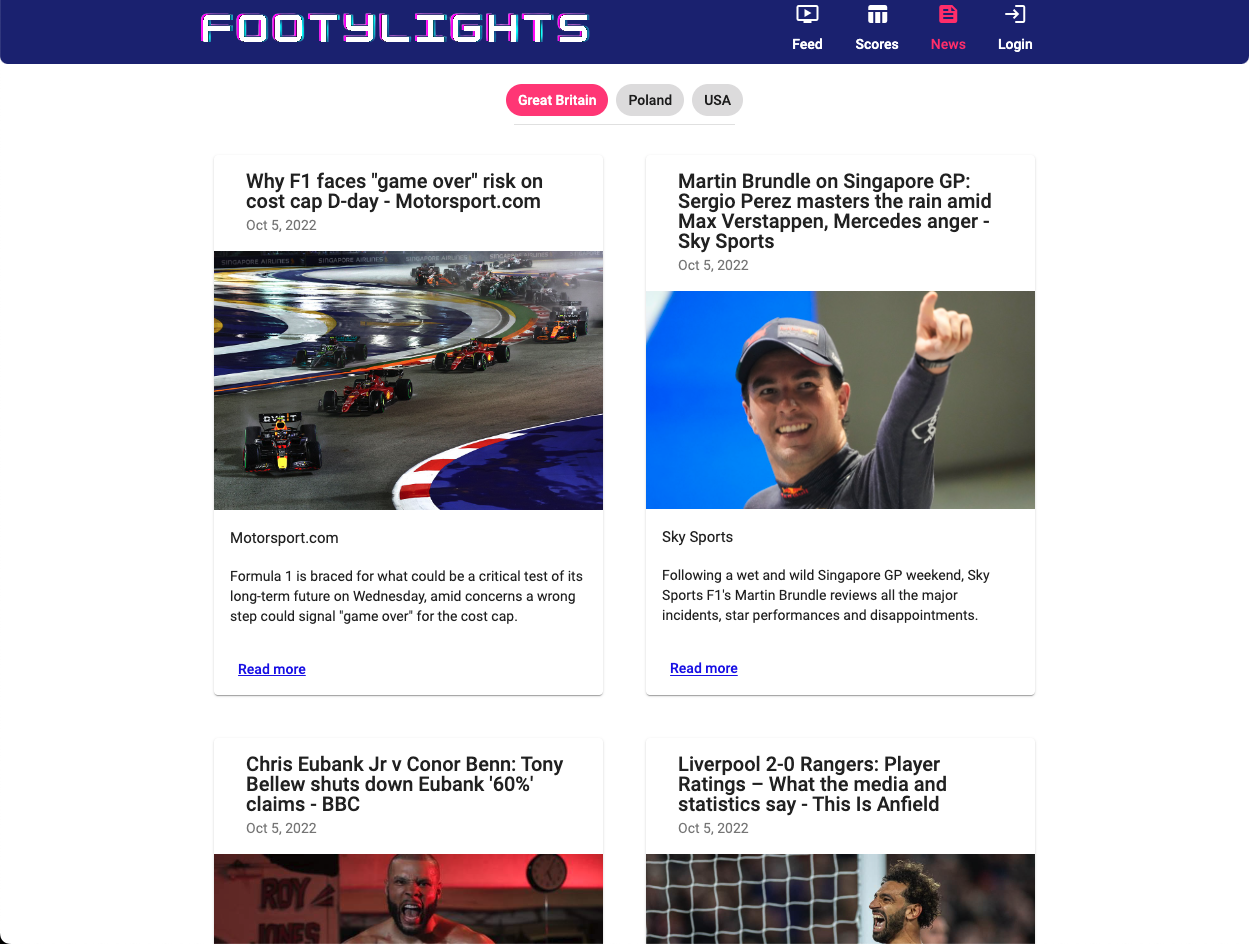 FOOTYLIGHTS
Feed
Scores
News
Login
Great Britain
Poland
USA
Why F1 faces "game over" risk on
cost cap D-day - Motorsport.com
Oct 5, 2022
SINGAPORE AIRLINES
SINGAPORE AIRLINES
Motorsport.com
Formula 1 is braced for what could be a critical test of its
long-term future on Wednesday, amid concerns a wrong
step could signal "game over" for the cost cap.
Read more
Martin Brundle on Singapore GP:
Sergio Perez masters the rain amid
Max Verstappen, Mercedes anger -
Sky Sports
Oct 5, 2022
Sky Sports
Following a wet and wild Singapore GP weekend, Sky
Sports F1's Martin Brundle reviews all the major
incidents, star performances and disappointments.
Read more
Chris Eubank Jr v Conor Benn: Tony
Bellew shuts down Eubank '60%'
claims - BBC
Oct 5, 2022
ROY
JONES
Liverpool 2-0 Rangers: Player
Ratings – What the media and
statistics say - This Is Anfield
Oct 5, 2022